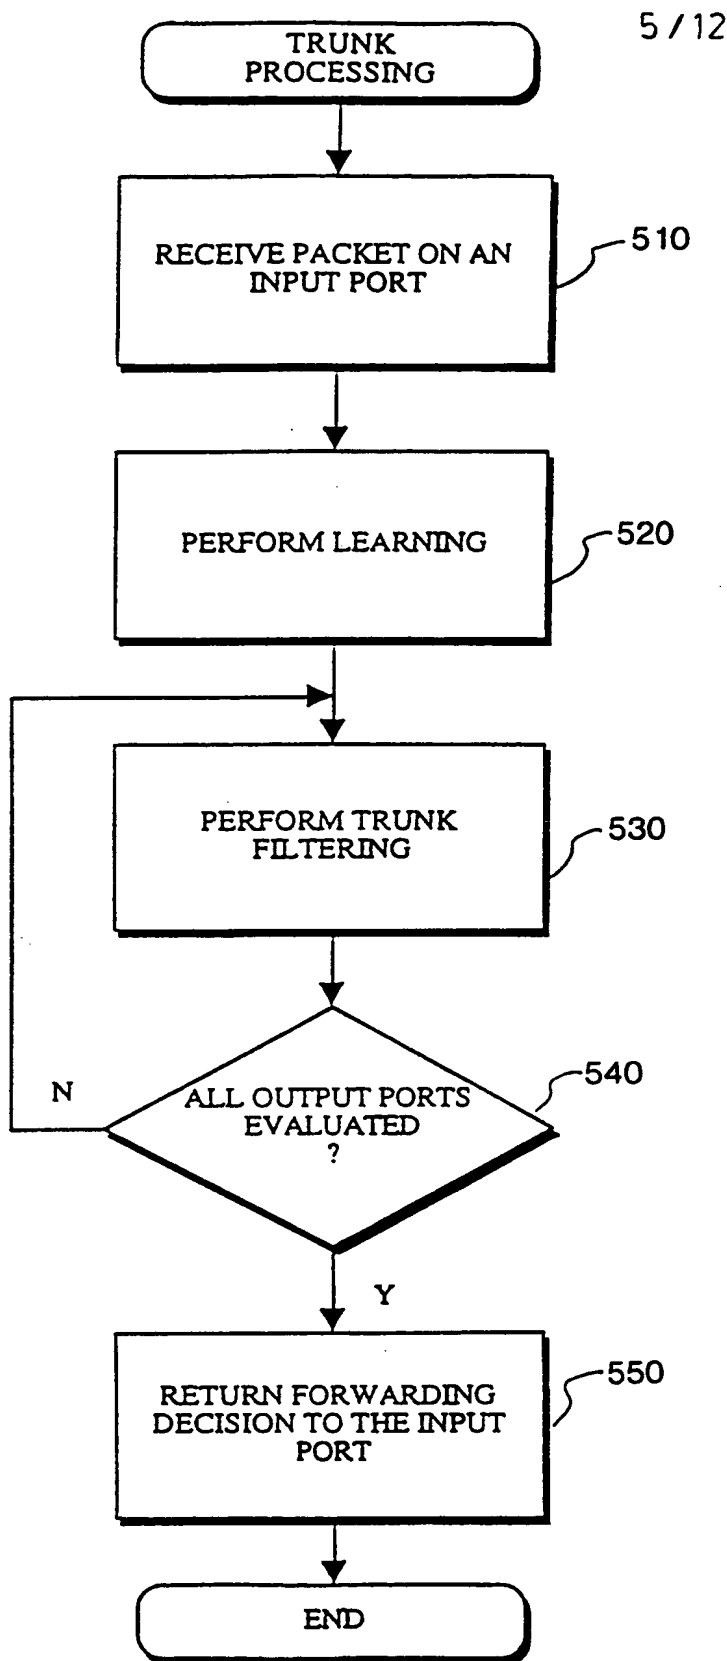 5/12
TRUNK
PROCESSING
RECEIVE PACKET ON AN
INPUT PORT
510
PERFORM LEARNING
520
PERFORM TRUNK
FILTERING
530
N
ALL OUTPUT PORTS
EVALUATED
?
540
Y
RETURN FORWARDING
DECISION TO THE INPUT
PORT
550
END